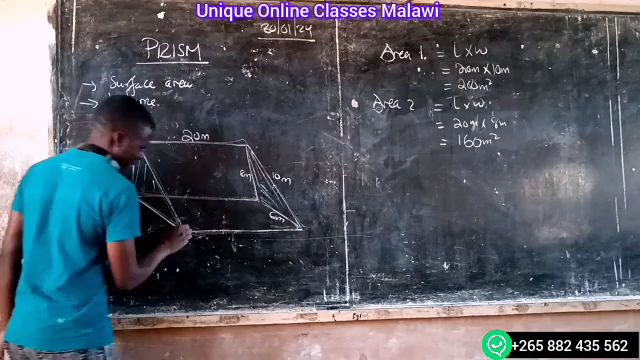 Unique Online Classes Malawi
20/01/24
PRISM
→ Surface area
20m
8m
10m
6m
Area 1. = l x w
= 20m x 10m
= 200m²
Area 2 = l x w.
= 20m x 8m
= 160m²
+265 882 435 562